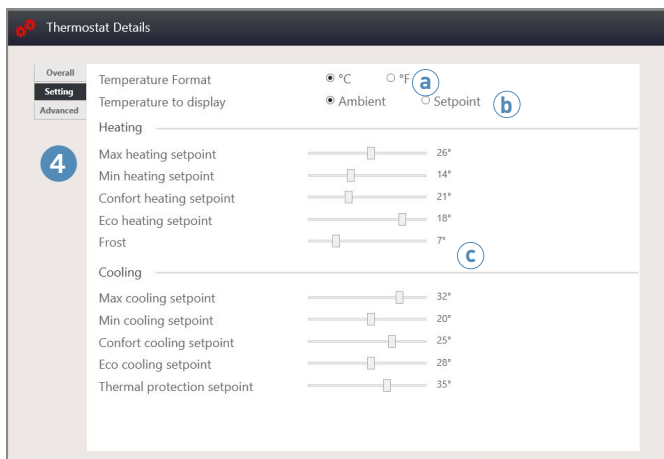 Thermostat Details
Overall
Setting
Advanced
4
Temperature Format °C °F a
Temperature to display Ambient Setpoint b
Heating
Max heating setpoint 26°
Min heating setpoint 14°
Confort heating setpoint 21°
Eco heating setpoint 18°
Frost 7°
c
Cooling
Max cooling setpoint 32°
Min cooling setpoint 20°
Confort cooling setpoint 25°
Eco cooling setpoint 28°
Thermal protection setpoint 35°